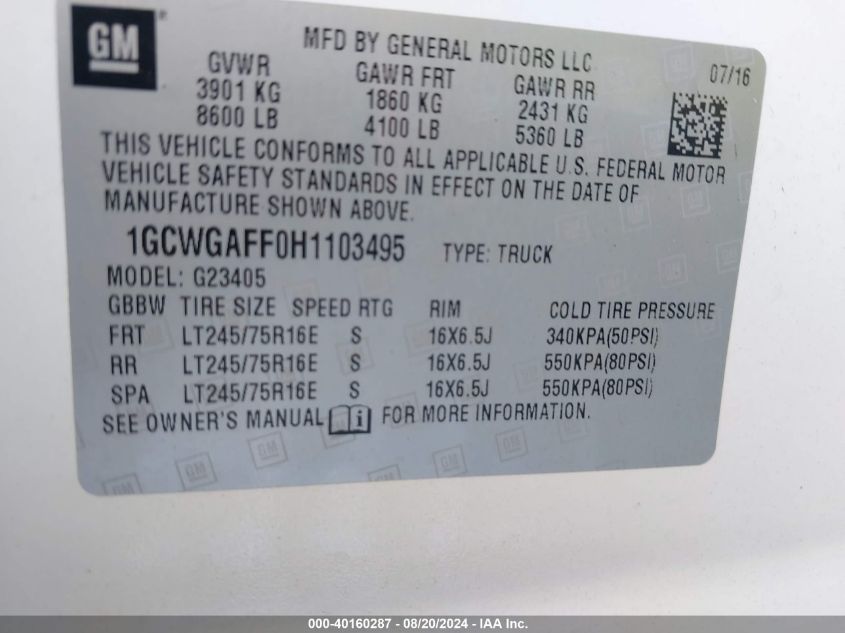 GM
MFD BY GENERAL MOTORS LLC
07/16
GVWR GAWR FRT GAWR RR
3901 KG 1860 KG 2431 KG
8600 LB 4100 LB 5360 LB
THIS VEHICLE CONFORMS TO ALL APPLICABLE U.S. FEDERAL MOTOR
VEHICLE SAFETY STANDARDS IN EFFECT ON THE DATE OF
MANUFACTURE SHOWN ABOVE.
1GCWGAFF0H1103495 TYPE: TRUCK
MODEL: G23405
GBBW TIRE SIZE SPEED RTG RIM COLD TIRE PRESSURE
FRT LT245/75R16E S 16X6.5J 340KPA(50PSI)
RR LT245/75R16E S 16X6.5J 550KPA(80PSI)
SPA LT245/75R16E S 16X6.5J 550KPA(80PSI)
SEE OWNER'S MANUAL i FOR MORE INFORMATION.
000-40160287 - 08/20/2024 - IAA Inc.